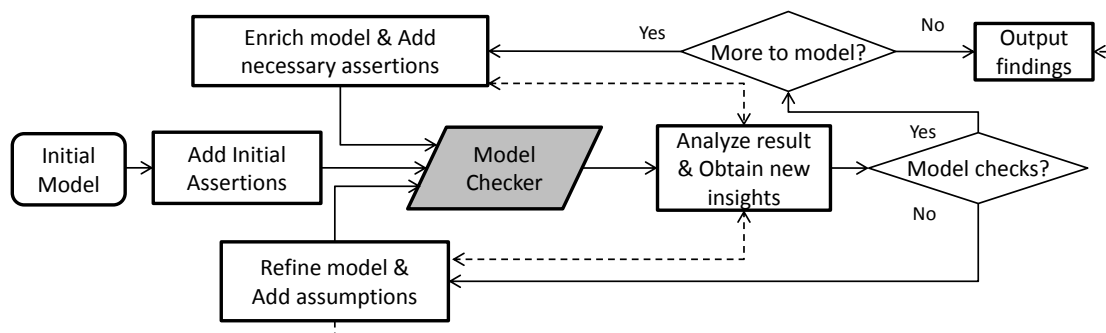 Enrich model & Add
necessary assertions
Yes
More to model?
No
Output
findings
Initial
Model
Add Initial
Assertions
Model
Checker
Analyze result
& Obtain new
insights
Yes
Model checks?
No
Refine model &
Add assumptions